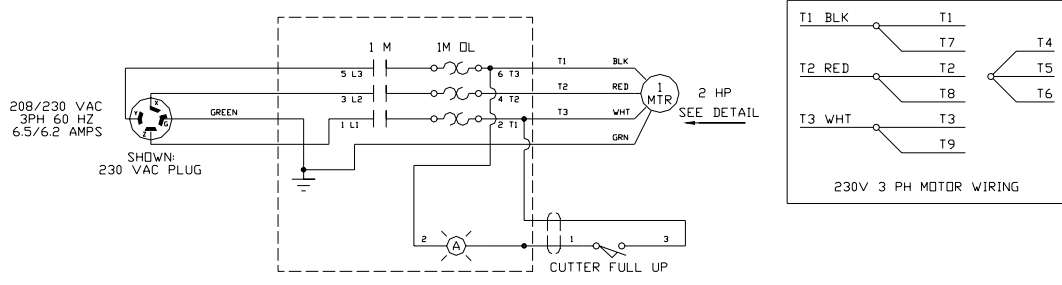 208/230 VAC
3PH 60 HZ
6.5/6.2 AMPS
X
Y
G
Z
SHOWN:
230 VAC PLUG
GREEN
1 M
1M OL
5 L3
6 T3
T1
BLK
3 L2
4 T2
T2
RED
1 L1
2 T1
T3
WHT
GRN
1
MTR
2 HP
SEE DETAIL
2
A
1
3
CUTTER FULL UP
T1 BLK
T1
T7
T4
T2 RED
T2
T5
T8
T6
T3 WHT
T3
T9
230V 3 PH MOTOR WIRING